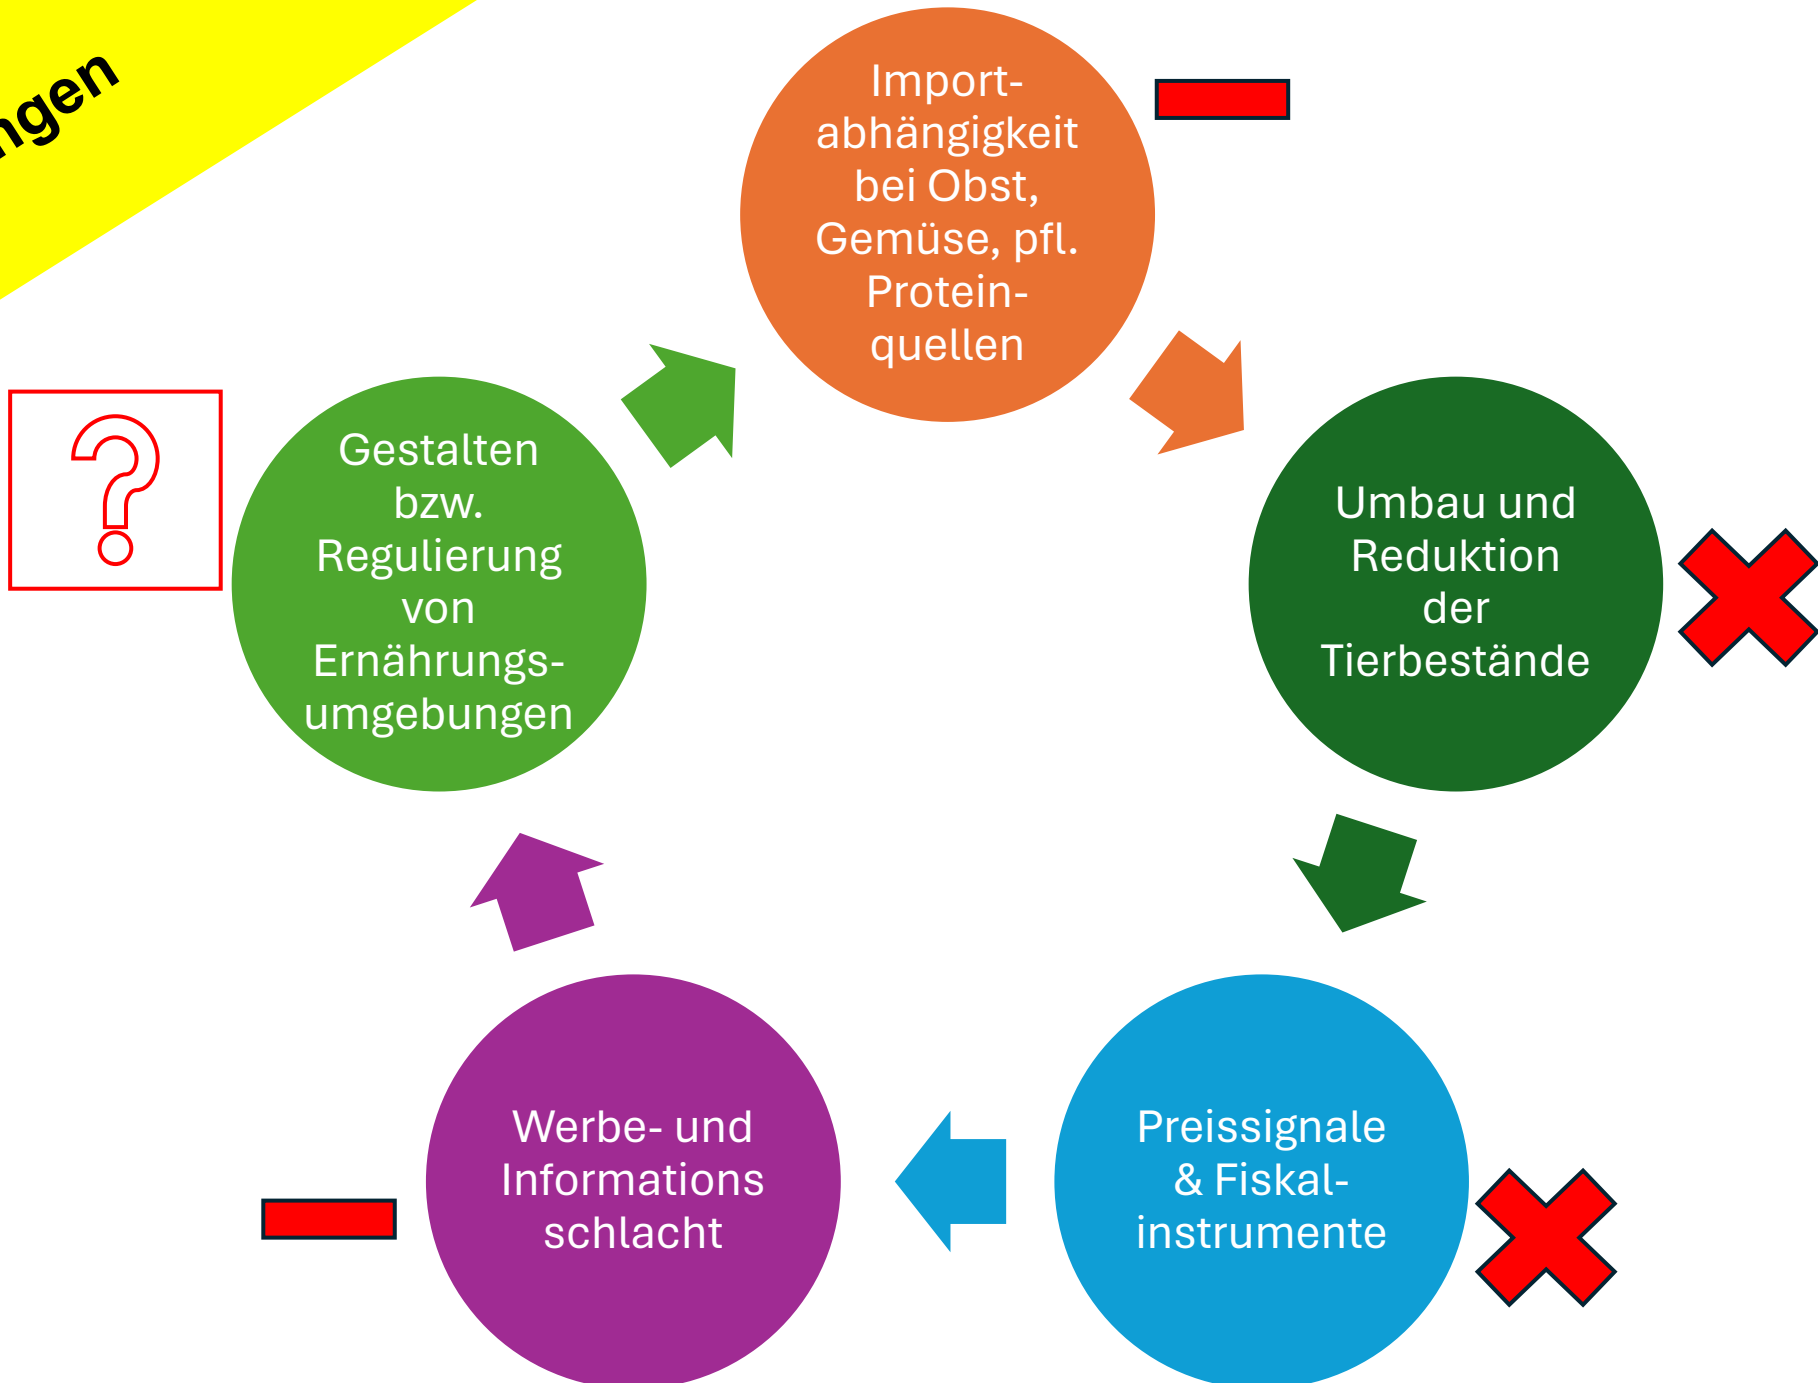 Import-
abhängigkeit
bei Obst,
Gemüse, pfl.
Protein-
quellen
Gestalten
bzw.
Regulierung
von
Ernährungs-
umgebungen
Umbau und
Reduktion
der
Tierbestände
Werbe- und
Informations
schlacht
Preissignale
& Fiskal-
instrumente